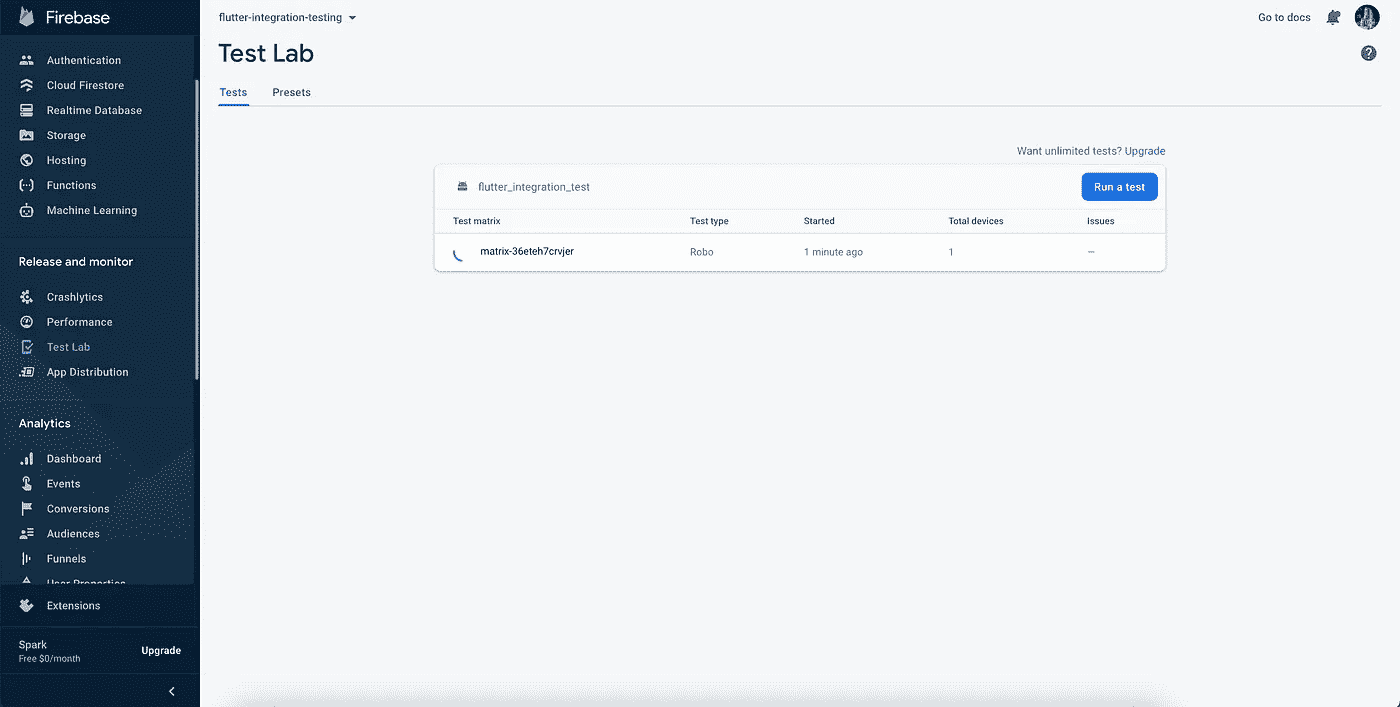 Firebase
Authentication
Cloud Firestore
Realtime Database
Storage
Hosting
Functions
Machine Learning
Release and monitor
Crashlytics
Performance
Test Lab
App Distribution
Analytics
Dashboard
Events
Conversions
Audiences
Funnels
User Properties
Extensions
Spark
Free $0/month
Upgrade
flutter-integration-testing
Go to docs
Test Lab
Tests Presets
Want unlimited tests? Upgrade
flutter_integration_test
Run a test
Test matrix Test type Started Total devices Issues
matrix-36eteh7crvjer Robo 1 minute ago 1 —